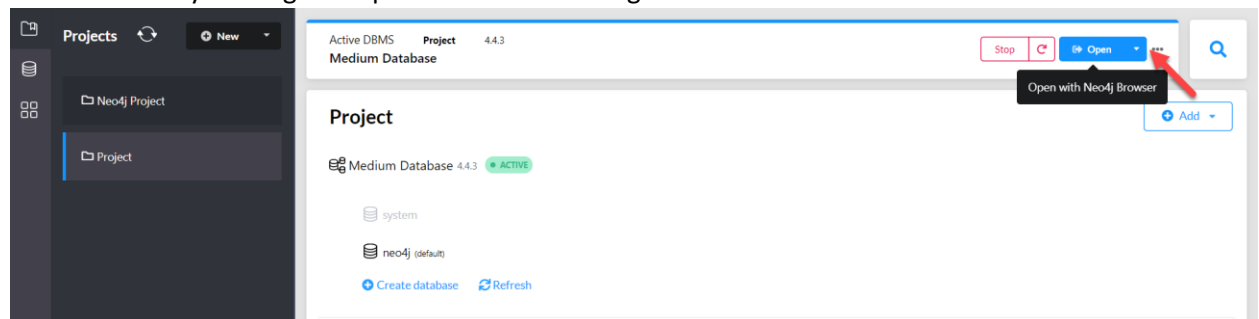 Projects
New
Neo4j Project
Project
Active DBMS Project 4.4.3
Medium Database
Stop
Open
Open with Neo4j Browser
Project
Add
Medium Database 4.4.3 ACTIVE
system
neo4j (default)
Create database Refresh